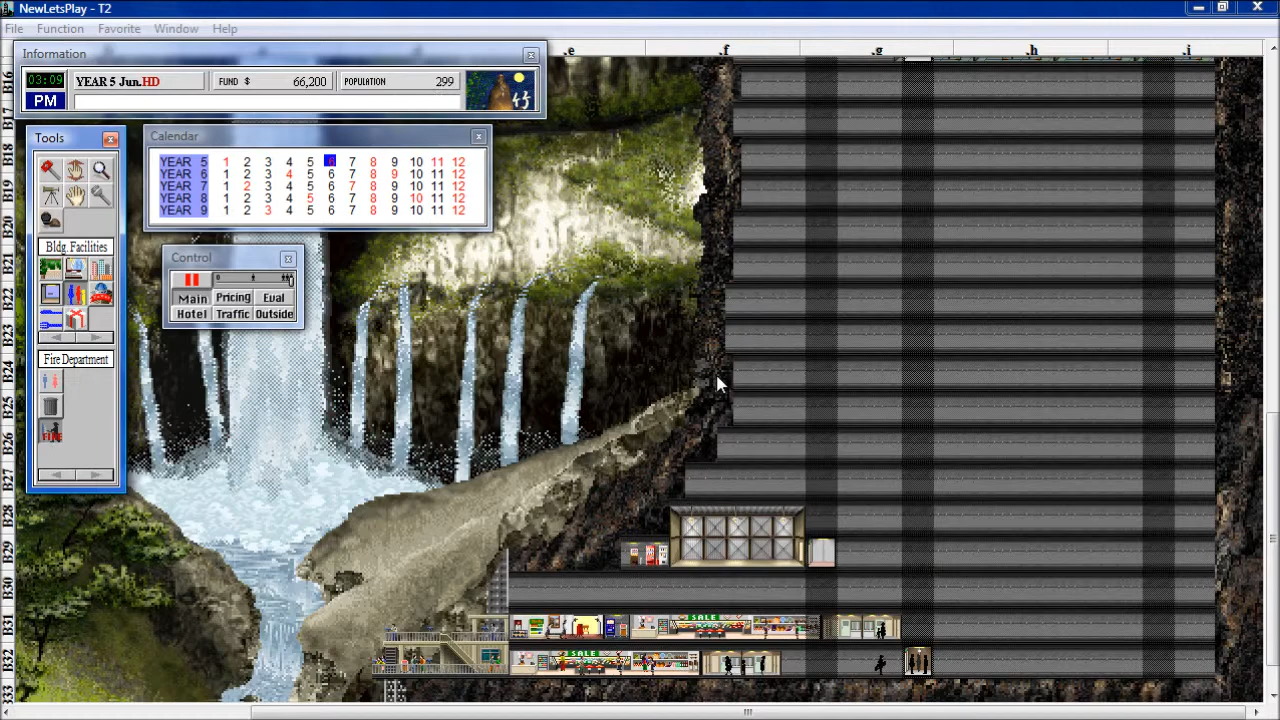 NewLetsPlay - T2
File Function Favorite Window Help
Information
03:09 YEAR 5 Jun.HD FUND $ 66,200 POPULATION 299
PM
Tools
Calendar
YEAR 5 1 2 3 4 5 6 7 8 9 10 11 12
YEAR 6 1 2 3 4 5 6 7 8 9 10 11 12
YEAR 7 1 2 3 4 5 6 7 8 9 10 11 12
YEAR 8 1 2 3 4 5 6 7 8 9 10 11 12
YEAR 9 1 2 3 4 5 6 7 8 9 10 11 12
Control
0
Main Pricing Eval
Hotel Traffic Outside
Bldg. Facilities
Fire Department
FIRE
.e .f .g .h .i
B16
B17
B18
B19
B20
B21
B22
B23
B24
B25
B26
B27
B28
B29
B30
B31
B32
B33
SALE
SALE